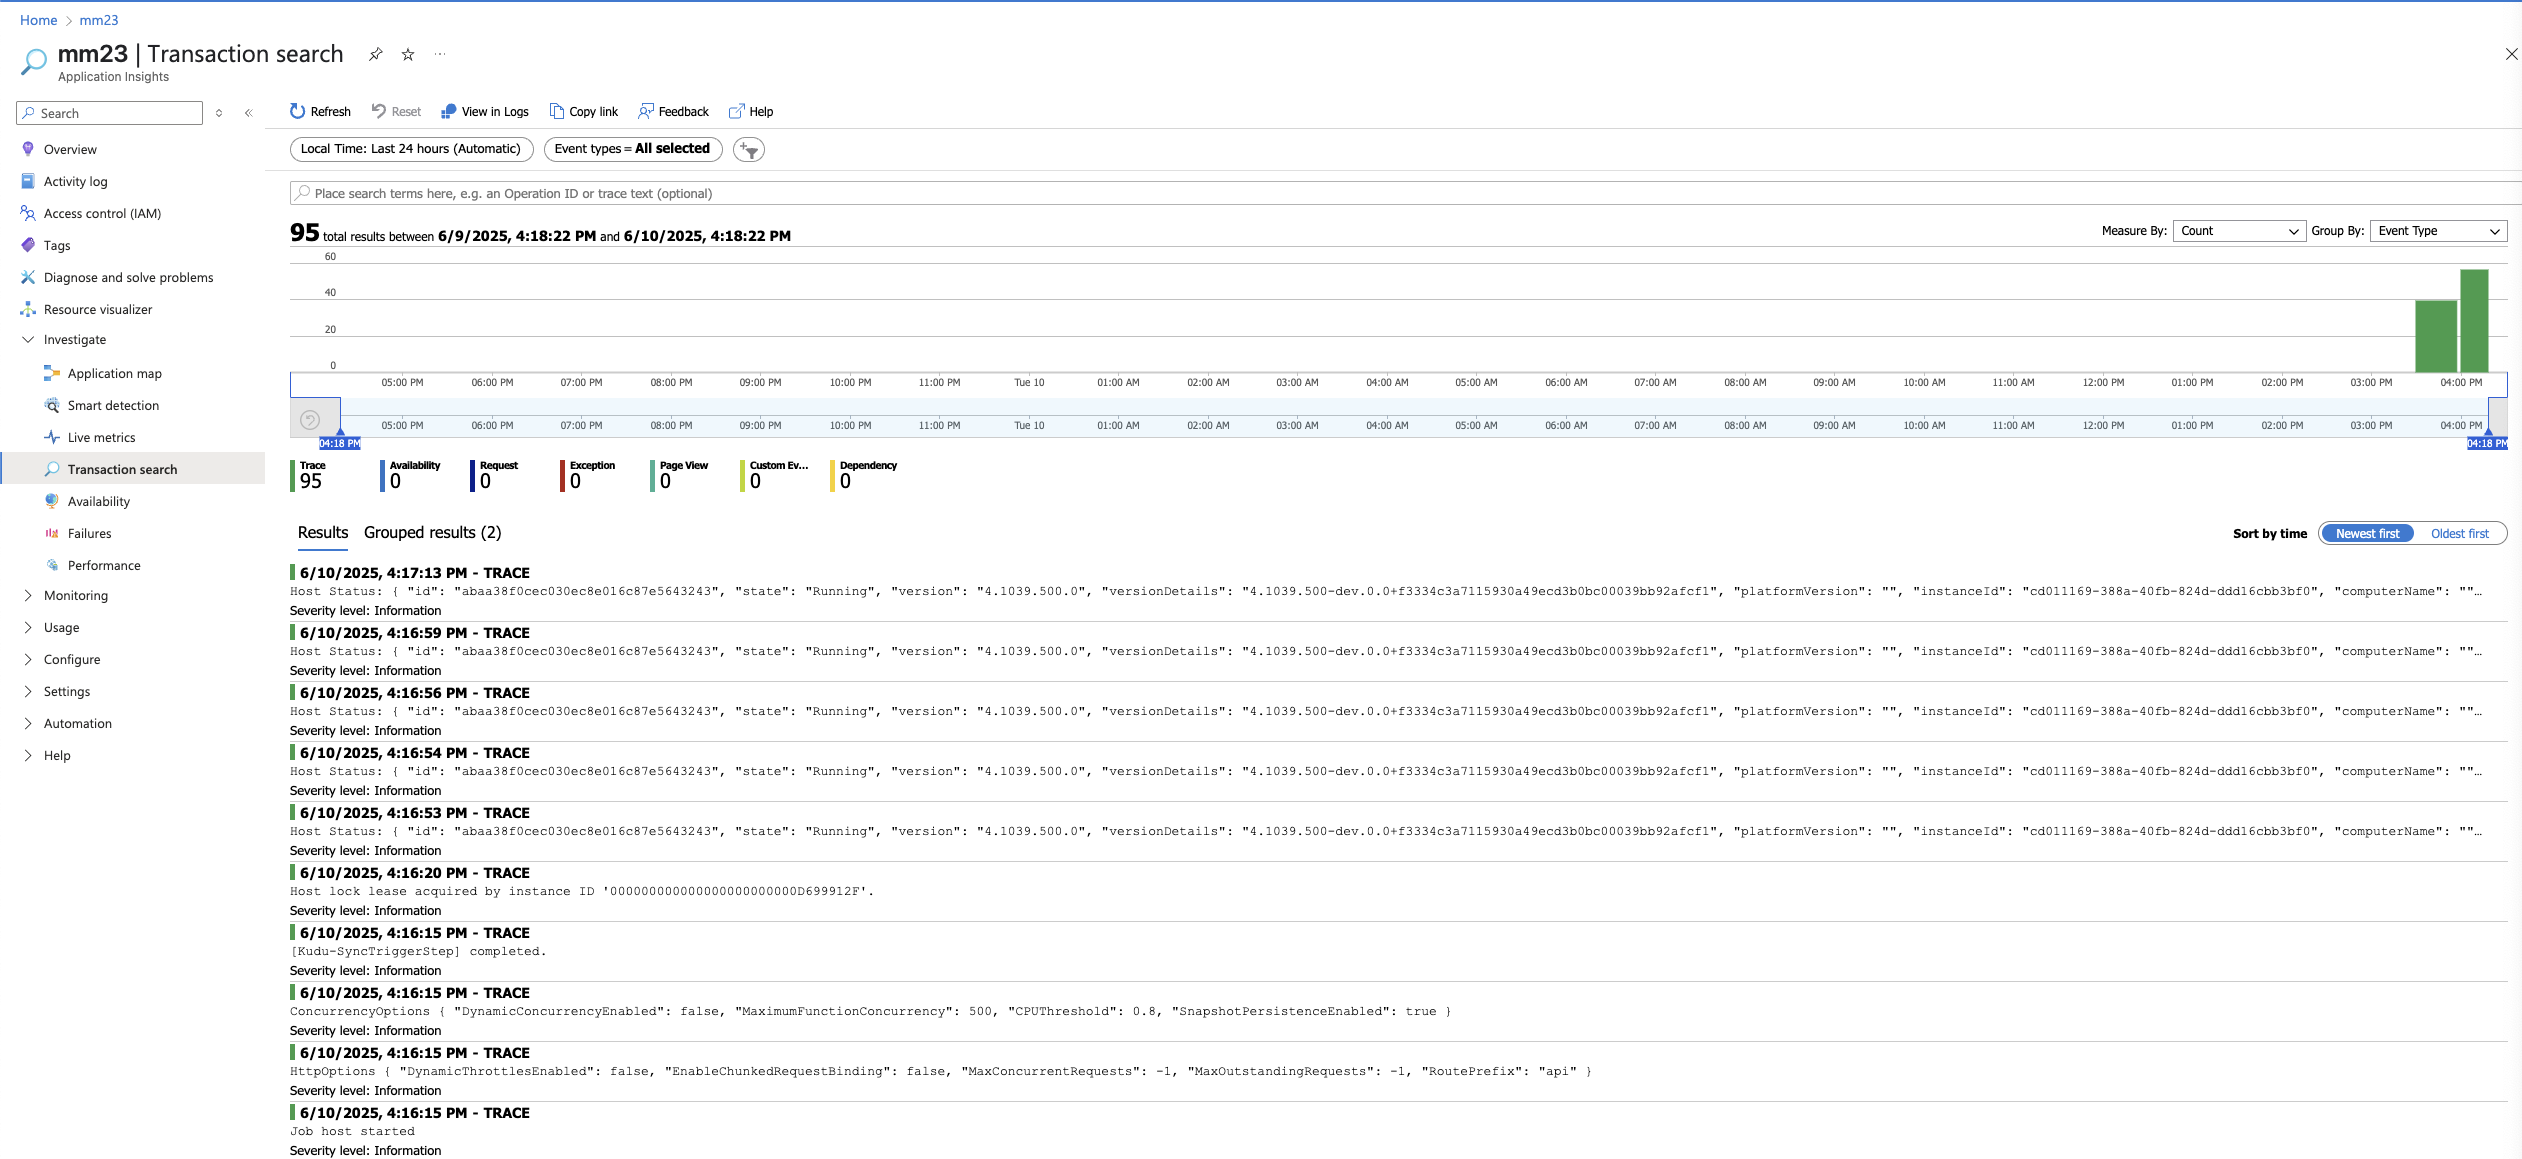 Home > mm23
mm23 | Transaction search
Application Insights
Search
Overview
Activity log
Access control (IAM)
Tags
Diagnose and solve problems
Resource visualizer
Investigate
Application map
Smart detection
Live metrics
Transaction search
Availability
Failures
Performance
Monitoring
Usage
Configure
Settings
Automation
Help
Refresh Reset View in Logs Copy link Feedback Help
Local Time: Last 24 hours (Automatic) Event types = All selected
Place search terms here, e.g. an Operation ID or trace text (optional)
95 total results between 6/9/2025, 4:18:22 PM and 6/10/2025, 4:18:22 PM
Measure By: Count Group By: Event Type
60
40
20
0
05:00 PM 06:00 PM 07:00 PM 08:00 PM 09:00 PM 10:00 PM 11:00 PM Tue 10 01:00 AM 02:00 AM 03:00 AM 04:00 AM 05:00 AM 06:00 AM 07:00 AM 08:00 AM 09:00 AM 10:00 AM 11:00 AM 12:00 PM 01:00 PM 02:00 PM 03:00 PM 04:00 PM
05:00 PM 06:00 PM 07:00 PM 08:00 PM 09:00 PM 10:00 PM 11:00 PM Tue 10 01:00 AM 02:00 AM 03:00 AM 04:00 AM 05:00 AM 06:00 AM 07:00 AM 08:00 AM 09:00 AM 10:00 AM 11:00 AM 12:00 PM 01:00 PM 02:00 PM 03:00 PM 04:00 PM
04:18 PM 04:18 PM
Trace Availability Request Exception Page View Custom Ev... Dependency
95 0 0 0 0 0 0
Results Grouped results (2)
Sort by time Newest first Oldest first
6/10/2025, 4:17:13 PM - TRACE
Host Status: { "id": "abaa38f0cec030ec8e016c87e5643243", "state": "Running", "version": "4.1039.500.0", "versionDetails": "4.1039.500-dev.0.0+f3334c3a7115930a49ecd3b0bc00039bb92afcf1", "platformVersion": "", "instanceId": "cd011169-388a-40fb-824d-ddd16cbb3bf0", "computerName": ""…
Severity level: Information
6/10/2025, 4:16:59 PM - TRACE
Host Status: { "id": "abaa38f0cec030ec8e016c87e5643243", "state": "Running", "version": "4.1039.500.0", "versionDetails": "4.1039.500-dev.0.0+f3334c3a7115930a49ecd3b0bc00039bb92afcf1", "platformVersion": "", "instanceId": "cd011169-388a-40fb-824d-ddd16cbb3bf0", "computerName": ""…
Severity level: Information
6/10/2025, 4:16:56 PM - TRACE
Host Status: { "id": "abaa38f0cec030ec8e016c87e5643243", "state": "Running", "version": "4.1039.500.0", "versionDetails": "4.1039.500-dev.0.0+f3334c3a7115930a49ecd3b0bc00039bb92afcf1", "platformVersion": "", "instanceId": "cd011169-388a-40fb-824d-ddd16cbb3bf0", "computerName": ""…
Severity level: Information
6/10/2025, 4:16:54 PM - TRACE
Host Status: { "id": "abaa38f0cec030ec8e016c87e5643243", "state": "Running", "version": "4.1039.500.0", "versionDetails": "4.1039.500-dev.0.0+f3334c3a7115930a49ecd3b0bc00039bb92afcf1", "platformVersion": "", "instanceId": "cd011169-388a-40fb-824d-ddd16cbb3bf0", "computerName": ""…
Severity level: Information
6/10/2025, 4:16:53 PM - TRACE
Host Status: { "id": "abaa38f0cec030ec8e016c87e5643243", "state": "Running", "version": "4.1039.500.0", "versionDetails": "4.1039.500-dev.0.0+f3334c3a7115930a49ecd3b0bc00039bb92afcf1", "platformVersion": "", "instanceId": "cd011169-388a-40fb-824d-ddd16cbb3bf0", "computerName": ""…
Severity level: Information
6/10/2025, 4:16:20 PM - TRACE
Host lock lease acquired by instance ID '000000000000000000000000D699912F'.
Severity level: Information
6/10/2025, 4:16:15 PM - TRACE
[Kudu-SyncTriggerStep] completed.
Severity level: Information
6/10/2025, 4:16:15 PM - TRACE
ConcurrencyOptions { "DynamicConcurrencyEnabled": false, "MaximumFunctionConcurrency": 500, "CPUThreshold": 0.8, "SnapshotPersistenceEnabled": true }
Severity level: Information
6/10/2025, 4:16:15 PM - TRACE
HttpOptions { "DynamicThrottlesEnabled": false, "EnableChunkedRequestBinding": false, "MaxConcurrentRequests": -1, "MaxOutstandingRequests": -1, "RoutePrefix": "api" }
Severity level: Information
6/10/2025, 4:16:15 PM - TRACE
Job host started
Severity level: Information